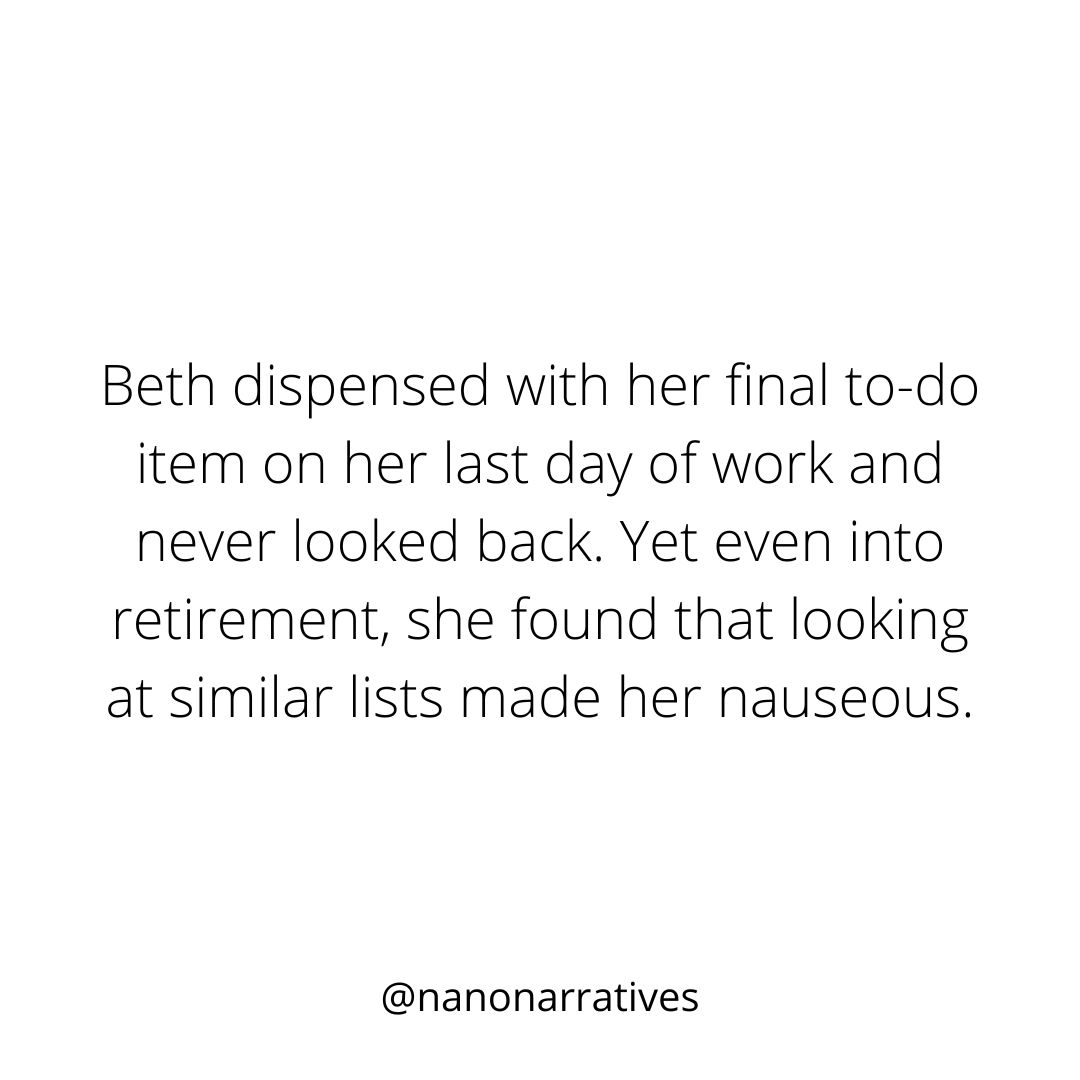 Beth dispensed with her final to-do
item on her last day of work and
never looked back. Yet even into
retirement, she found that looking
at similar lists made her nauseous.
@nanonarratives